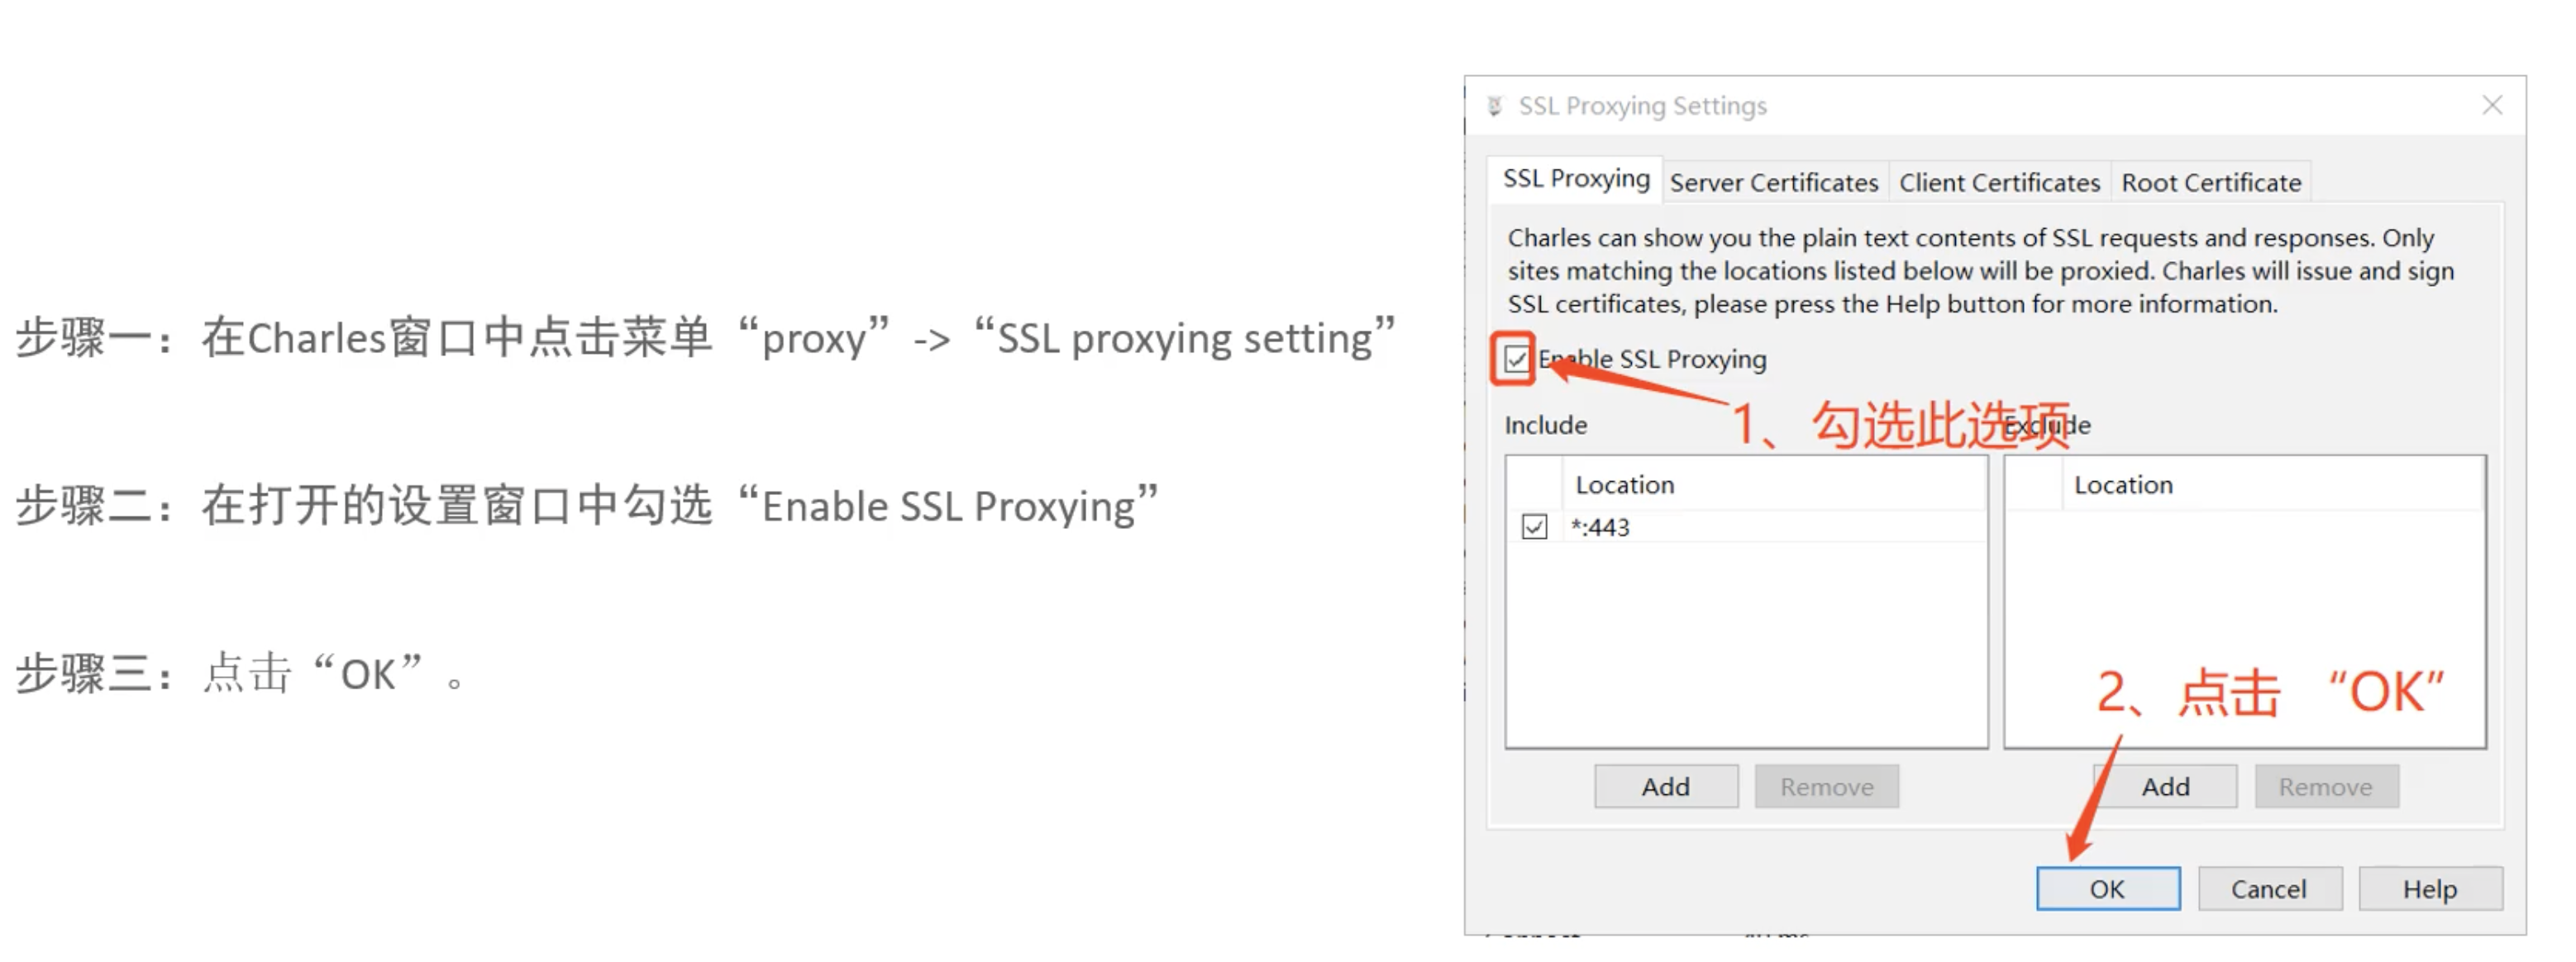 步骤一：在Charles窗口中点击菜单“proxy” -> “SSL proxying setting”
步骤二：在打开的设置窗口中勾选“Enable SSL Proxying”
步骤三：点击“OK”。
SSL Proxying Settings
SSL Proxying Server Certificates Client Certificates Root Certificate
Charles can show you the plain text contents of SSL requests and responses. Only
sites matching the locations listed below will be proxied. Charles will issue and sign
SSL certificates, please press the Help button for more information.
Enable SSL Proxying
1、勾选此选项
Include Exclude
Location Location
*:443
2、点击 “OK”
Add Remove Add Remove
OK Cancel Help